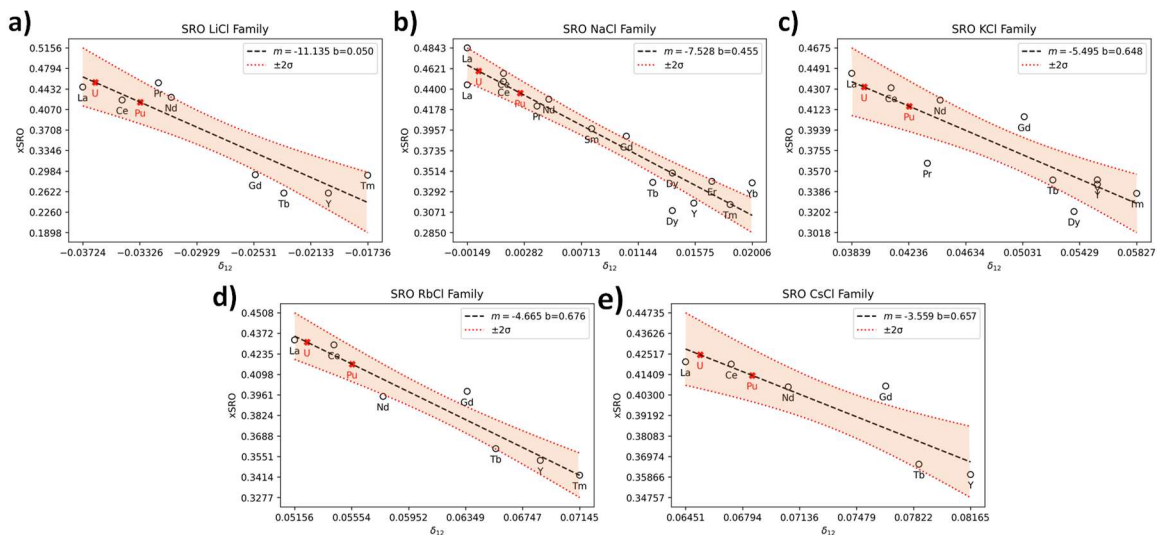 a)
SRO LiCl Family
m = -11.135 b=0.050
±2σ
xSRO
0.5156
0.4794
0.4432
0.4070
0.3708
0.3346
0.2984
0.2622
0.2260
0.1898
La
U
Ce
Pu
Pr
Nd
Gd
Tb
Y
Tm
−0.03724
−0.03326
−0.02929
−0.02531
−0.02133
−0.01736
δ12
b)
SRO NaCl Family
m = -7.528 b=0.455
±2σ
xSRO
0.4843
0.4621
0.4400
0.4178
0.3957
0.3735
0.3514
0.3292
0.3071
0.2850
La
La
U
Ce
Ce
Pu
Pr
Nd
Sm
Gd
Tb
Dy
Dy
Y
Er
Tm
Yb
−0.00149
0.00282
0.00713
0.01144
0.01575
0.02006
δ12
c)
SRO KCl Family
m = -5.495 b=0.648
±2σ
xSRO
0.4675
0.4491
0.4307
0.4123
0.3939
0.3755
0.3570
0.3386
0.3202
0.3018
La
U
Ce
Pu
Pr
Nd
Gd
Tb
Dy
Y
Y
Tm
0.03839
0.04236
0.04634
0.05031
0.05429
0.05827
δ12
d)
SRO RbCl Family
m = -4.665 b=0.676
±2σ
xSRO
0.4508
0.4372
0.4235
0.4098
0.3961
0.3824
0.3688
0.3551
0.3414
0.3277
La
U
Ce
Pu
Nd
Gd
Tb
Y
Tm
0.05156
0.05554
0.05952
0.06349
0.06747
0.07145
δ12
e)
SRO CsCl Family
m = -3.559 b=0.657
±2σ
xSRO
0.44735
0.43626
0.42517
0.41409
0.40300
0.39192
0.38083
0.36974
0.35866
0.34757
La
U
Ce
Pu
Nd
Gd
Tb
Y
0.06451
0.06794
0.07136
0.07479
0.07822
0.08165
δ12